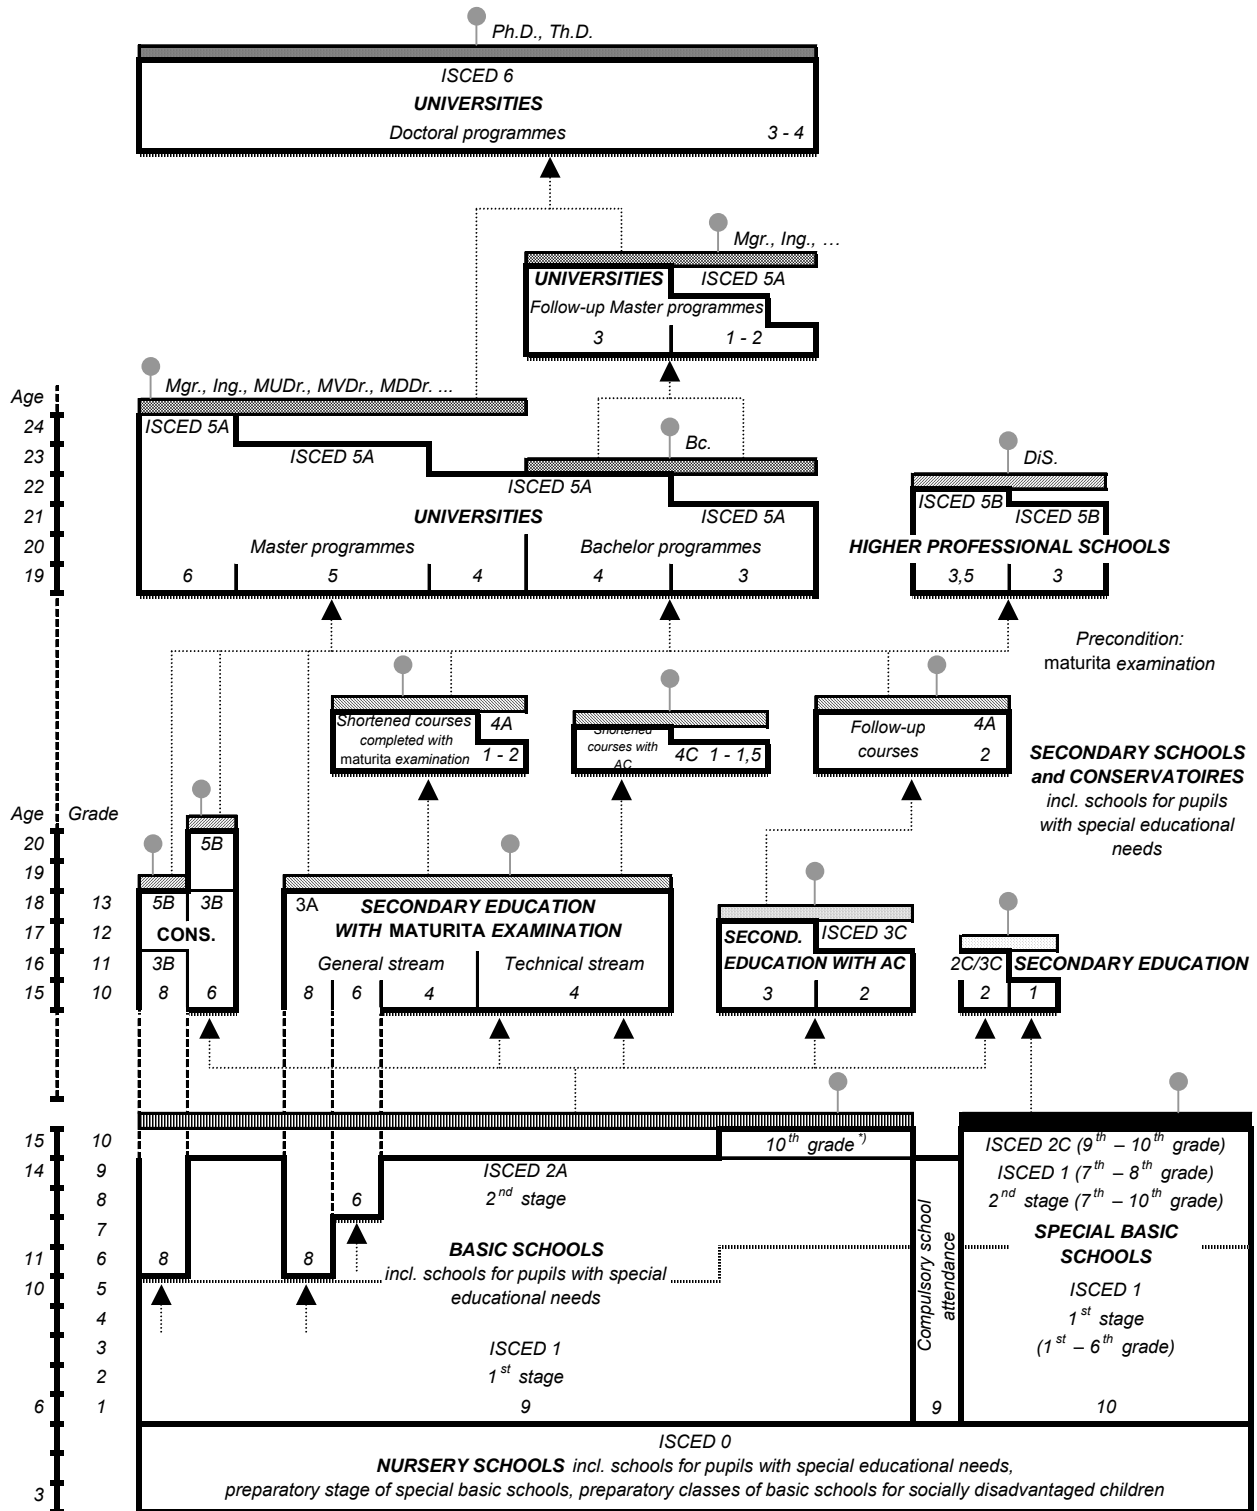 Ph.D., Th.D.
ISCED 6
UNIVERSITIES
Doctoral programmes 3 - 4
Mgr., Ing., …
UNIVERSITIES ISCED 5A
Follow-up Master programmes
3 1 - 2
Mgr., Ing., MUDr., MVDr., MDDr. ...
Age
24 ISCED 5A
23 ISCED 5A Bc. DiS.
22 ISCED 5A ISCED 5B
21 UNIVERSITIES ISCED 5A ISCED 5B
20 Master programmes Bachelor programmes HIGHER PROFESSIONAL SCHOOLS
19 6 5 4 4 3 3,5 3
Precondition:
maturita examination
Shortened courses 4A
completed with
maturita examination 1 - 2
Shortened
courses with
AC 4C 1 - 1,5
Follow-up 4A
courses 2
SECONDARY SCHOOLS
and CONSERVATOIRES
incl. schools for pupils
with special educational
needs
Age Grade
20 5B
19
18 13 5B 3B 3A SECONDARY EDUCATION
17 12 CONS. WITH MATURITA EXAMINATION SECOND. ISCED 3C
16 11 3B General stream Technical stream EDUCATION WITH AC 2C/3C SECONDARY EDUCATION
15 10 8 6 8 6 4 4 3 2 2 1
15 10 10th grade *) ISCED 2C (9th – 10th grade)
14 9 ISCED 2A ISCED 1 (7th – 8th grade)
8 6 2nd stage 2nd stage (7th – 10th grade)
7 SPECIAL BASIC
11 6 8 8 BASIC SCHOOLS SCHOOLS
incl. schools for pupils with special
10 5 educational needs ISCED 1
4 1st stage
3 ISCED 1 (1st – 6th grade)
2 1st stage
Compulsory school
attendance
6 1 9 9 10
ISCED 0
NURSERY SCHOOLS incl. schools for pupils with special educational needs,
3 preparatory stage of special basic schools, preparatory classes of basic schools for socially disadvantaged children